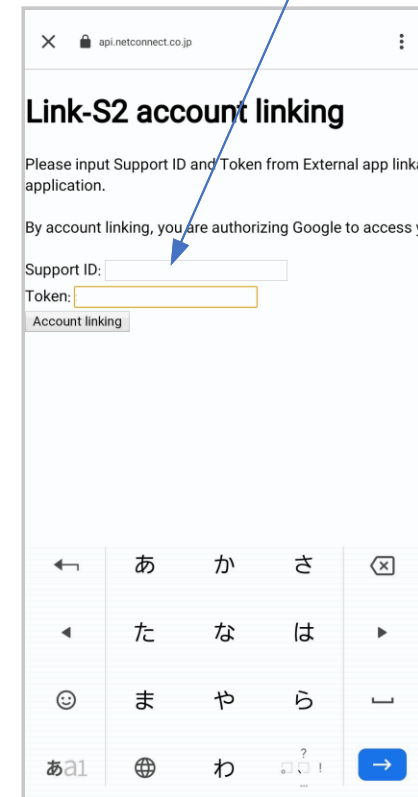 api.netconnect.co.jp
Link-S2 account linking
Please input Support ID and Token from External app
application.
By account linking, you are authorizing Google to access
Support ID:
Token:
Account linking
あ か さ
た な は
ま や ら
あa1 わ 、 ? ! …